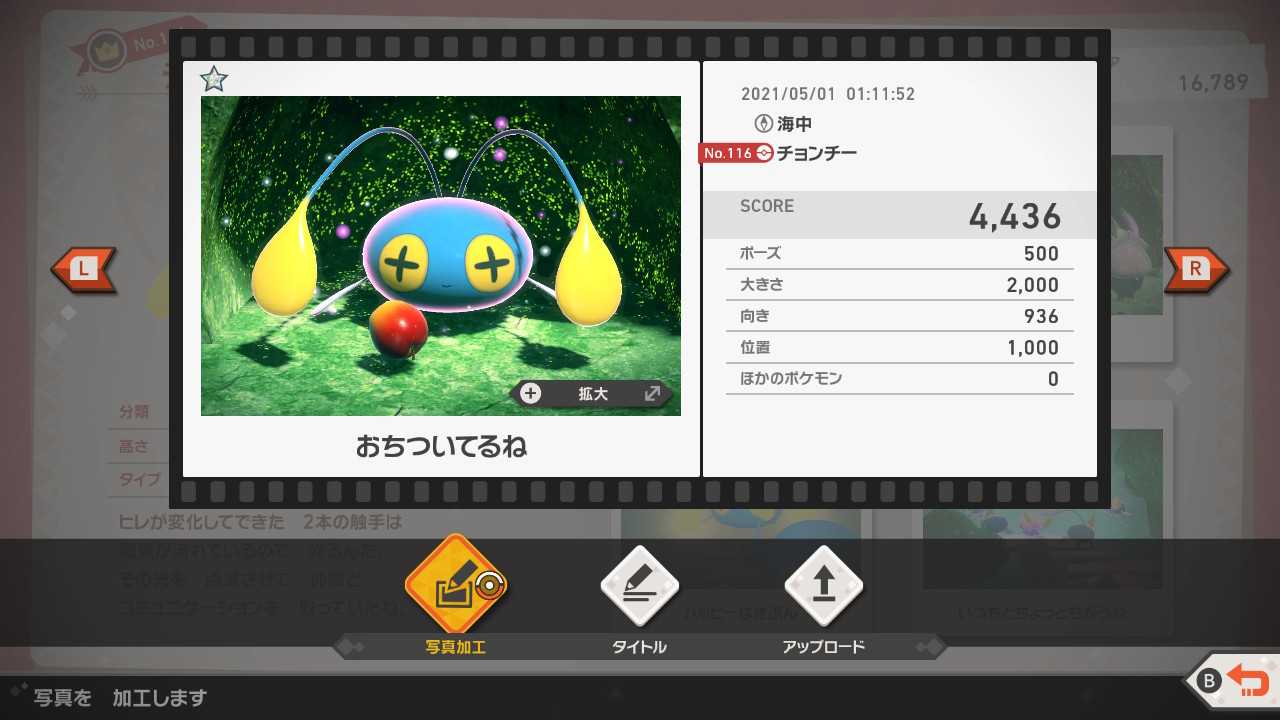 No.1
16,789
2021/05/01 01:11:52
海中
No.116 チョンチー
SCORE 4,436
ポーズ 500
大きさ 2,000
向き 936
位置 1,000
ほかのポケモン 0
+ 拡大
おちついてるね
L
R
分類
高さ
タイプ
ヒレが変化してできた 2本の触手は
電気が流れているので 光るんだ。
その光を 点滅させて 仲間と
コミュニケーションを 取っていたね
ハッピーなきぶん
いつもとちょっとちがうね
写真加工
タイトル
アップロード
写真を 加工します
B